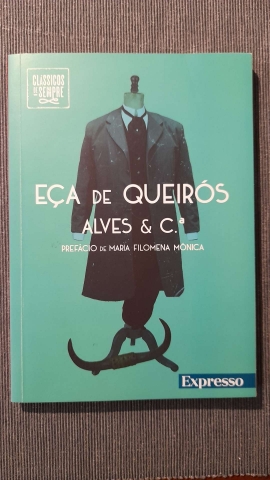 CLÁSSICOS
DE SEMPRE
EÇA DE QUEIRÓS
ALVES & C.ª
PREFÁCIO DE MARIA FILOMENA MÓNICA
Expresso